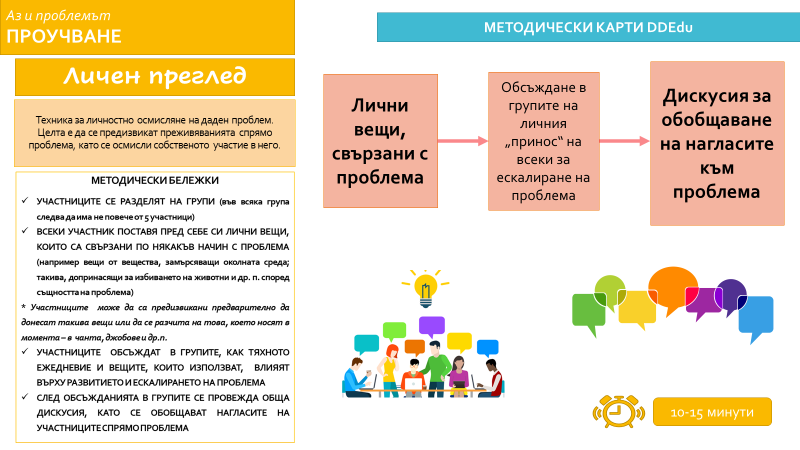 Аз и проблемът
ПРОУЧВАНЕ
МЕТОДИЧЕСКИ КАРТИ DDEdu
Личен преглед
Техника за личностно осмисляне на даден проблем.
Целта е да се предизвикат преживяванията спрямо
проблема, като се осмисли собственото участие в него.
МЕТОДИЧЕСКИ БЕЛЕЖКИ
✓ УЧАСТНИЦИТЕ СЕ РАЗДЕЛЯТ НА ГРУПИ (във всяка група
следва да има не повече от 5 участници)
✓ ВСЕКИ УЧАСТНИК ПОСТАВЯ ПРЕД СЕБЕ СИ ЛИЧНИ ВЕЩИ,
КОИТО СА СВЪРЗАНИ ПО НЯКАКЪВ НАЧИН С ПРОБЛЕМА
(например вещи от вещества, замърсяващи околната среда;
такива, допринасящи за избиването на животни и др. п. според
същността на проблема)
* Участниците може да са предизвикани предварително да
донесат такива вещи или да се разчита на това, което носят в
момента – в чанта, джобове и др.п.
✓ УЧАСТНИЦИТЕ ОБСЪЖДАТ В ГРУПИТЕ, КАК ТЯХНОТО
ЕЖЕДНЕВИЕ И ВЕЩИТЕ, КОИТО ИЗПОЛЗВАТ, ВЛИЯЯТ
ВЪРХУ РАЗВИТИЕТО И ЕСКАЛИРАНЕТО НА ПРОБЛЕМА
✓ СЛЕД ОБСЪЖДАНИЯТА В ГРУПИТЕ СЕ ПРОВЕЖДА ОБЩА
ДИСКУСИЯ, КАТО СЕ ОБОБЩАВАТ НАГЛАСИТЕ НА
УЧАСТНИЦИТЕ СПРЯМО ПРОБЛЕМА
Лични
вещи,
свързани с
проблема
Обсъждане в
групите на
личния
„принос“ на
всеки за
ескалиране на
проблема
Дискусия за
обобщаване
на нагласите
към
проблема
10-15 минути